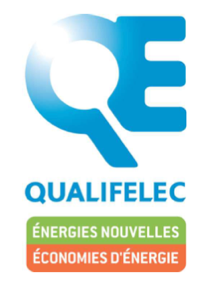 QE
QUALIFELEC
ÉNERGIES NOUVELLES
ÉCONOMIES D'ÉNERGIE